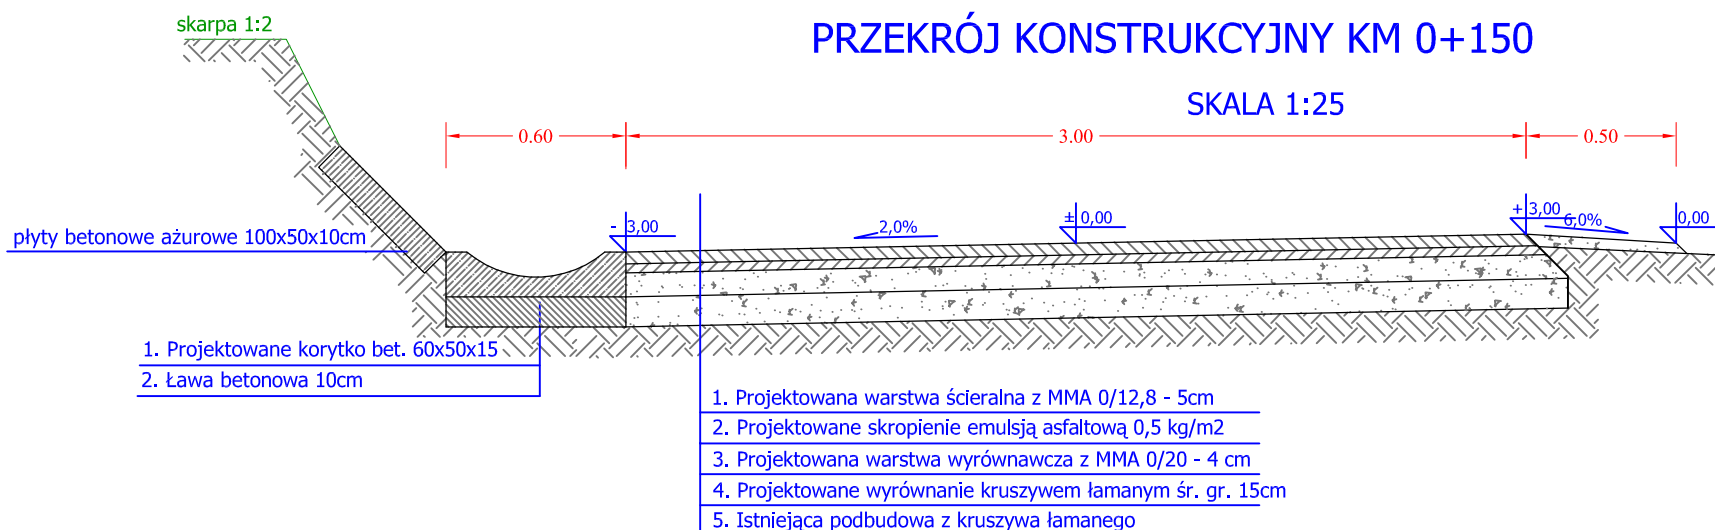 skarpa 1:2
PRZEKRÓJ KONSTRUKCYJNY KM 0+150
SKALA 1:25
0.60
3.00
0.50
- 3,00
2,0%
± 0,00
+ 3,00
6,0%
0,00
płyty betonowe ażurowe 100x50x10cm
1. Projektowane korytko bet. 60x50x15
2. Ława betonowa 10cm
1. Projektowana warstwa ścieralna z MMA 0/12,8 - 5cm
2. Projektowane skropienie emulsją asfaltową 0,5 kg/m2
3. Projektowana warstwa wyrównawcza z MMA 0/20 - 4 cm
4. Projektowane wyrównanie kruszywem łamanym śr. gr. 15cm
5. Istniejąca podbudowa z kruszywa łamanego